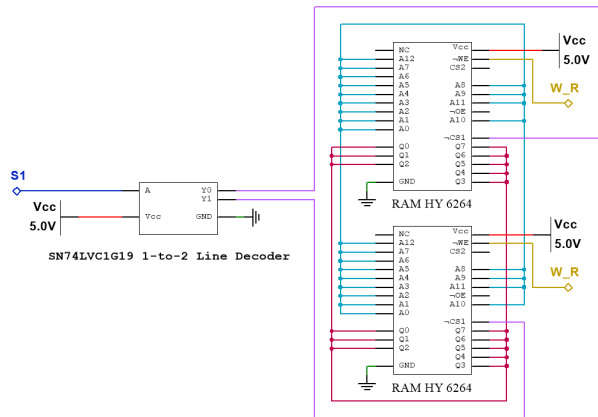 S1
Vcc
5.0V
A
Vcc
Y0
Y1
GND
SN74LVC1G19 1-to-2 Line Decoder
NC
A12
A7
A6
A5
A4
A3
A2
A1
A0
Q0
Q1
Q2
GND
Vcc
¬WE
CS2
A8
A9
A11
¬OE
A10
¬CS1
Q7
Q6
Q5
Q4
Q3
RAM HY 6264
Vcc
5.0V
W_R
NC
A12
A7
A6
A5
A4
A3
A2
A1
A0
Q0
Q1
Q2
GND
Vcc
¬WE
CS2
A8
A9
A11
¬OE
A10
¬CS1
Q7
Q6
Q5
Q4
Q3
RAM HY 6264
Vcc
5.0V
W_R